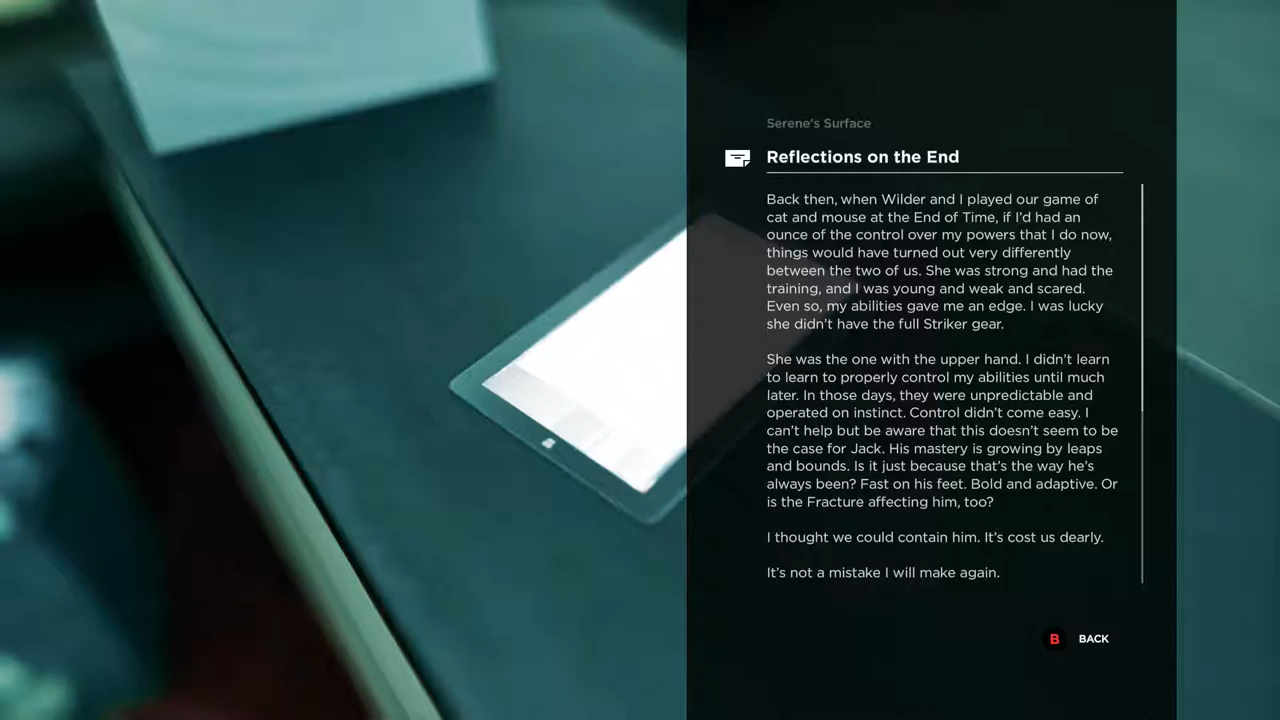 Serene's Surface
Reflections on the End
Back then, when Wilder and I played our game of
cat and mouse at the End of Time, if I'd had an
ounce of the control over my powers that I do now,
things would have turned out very differently
between the two of us. She was strong and had the
training, and I was young and weak and scared.
Even so, my abilities gave me an edge. I was lucky
she didn't have the full Striker gear.
She was the one with the upper hand. I didn't learn
to learn to properly control my abilities until much
later. In those days, they were unpredictable and
operated on instinct. Control didn't come easy. I
can't help but be aware that this doesn't seem to be
the case for Jack. His mastery is growing by leaps
and bounds. Is it just because that's the way he's
always been? Fast on his feet. Bold and adaptive. Or
is the Fracture affecting him, too?
I thought we could contain him. It's cost us dearly.
It's not a mistake I will make again.
B BACK